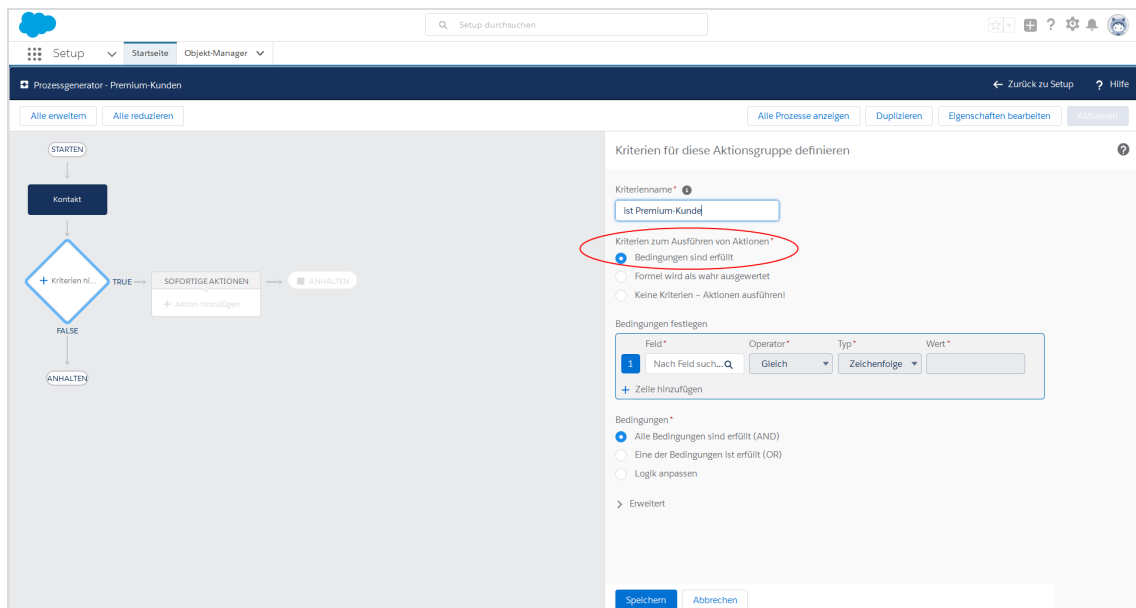 Setup durchsuchen
Setup Startseite Objekt-Manager
Prozessgenerator - Premium-Kunden ← Zurück zu Setup ? Hilfe
Alle erweitern Alle reduzieren Alle Prozesse anzeigen Duplizieren Eigenschaften bearbeiten Aktivieren
STARTEN
Kontakt
+ Kriterien hi... TRUE SOFORTIGE AKTIONEN ANHALTEN
+ Aktion hinzufügen
FALSE
ANHALTEN
Kriterien für diese Aktionsgruppe definieren
Kriterienname*
ist Premium-Kunde
Kriterien zum Ausführen von Aktionen*
Bedingungen sind erfüllt
Formel wird als wahr ausgewertet
Keine Kriterien – Aktionen ausführen!
Bedingungen festlegen
Feld* Operator* Typ* Wert*
1 Nach Feld such... Gleich Zeichenfolge
+ Zeile hinzufügen
Bedingungen*
Alle Bedingungen sind erfüllt (AND)
Eine der Bedingungen ist erfüllt (OR)
Logik anpassen
Erweitert
Speichern Abbrechen